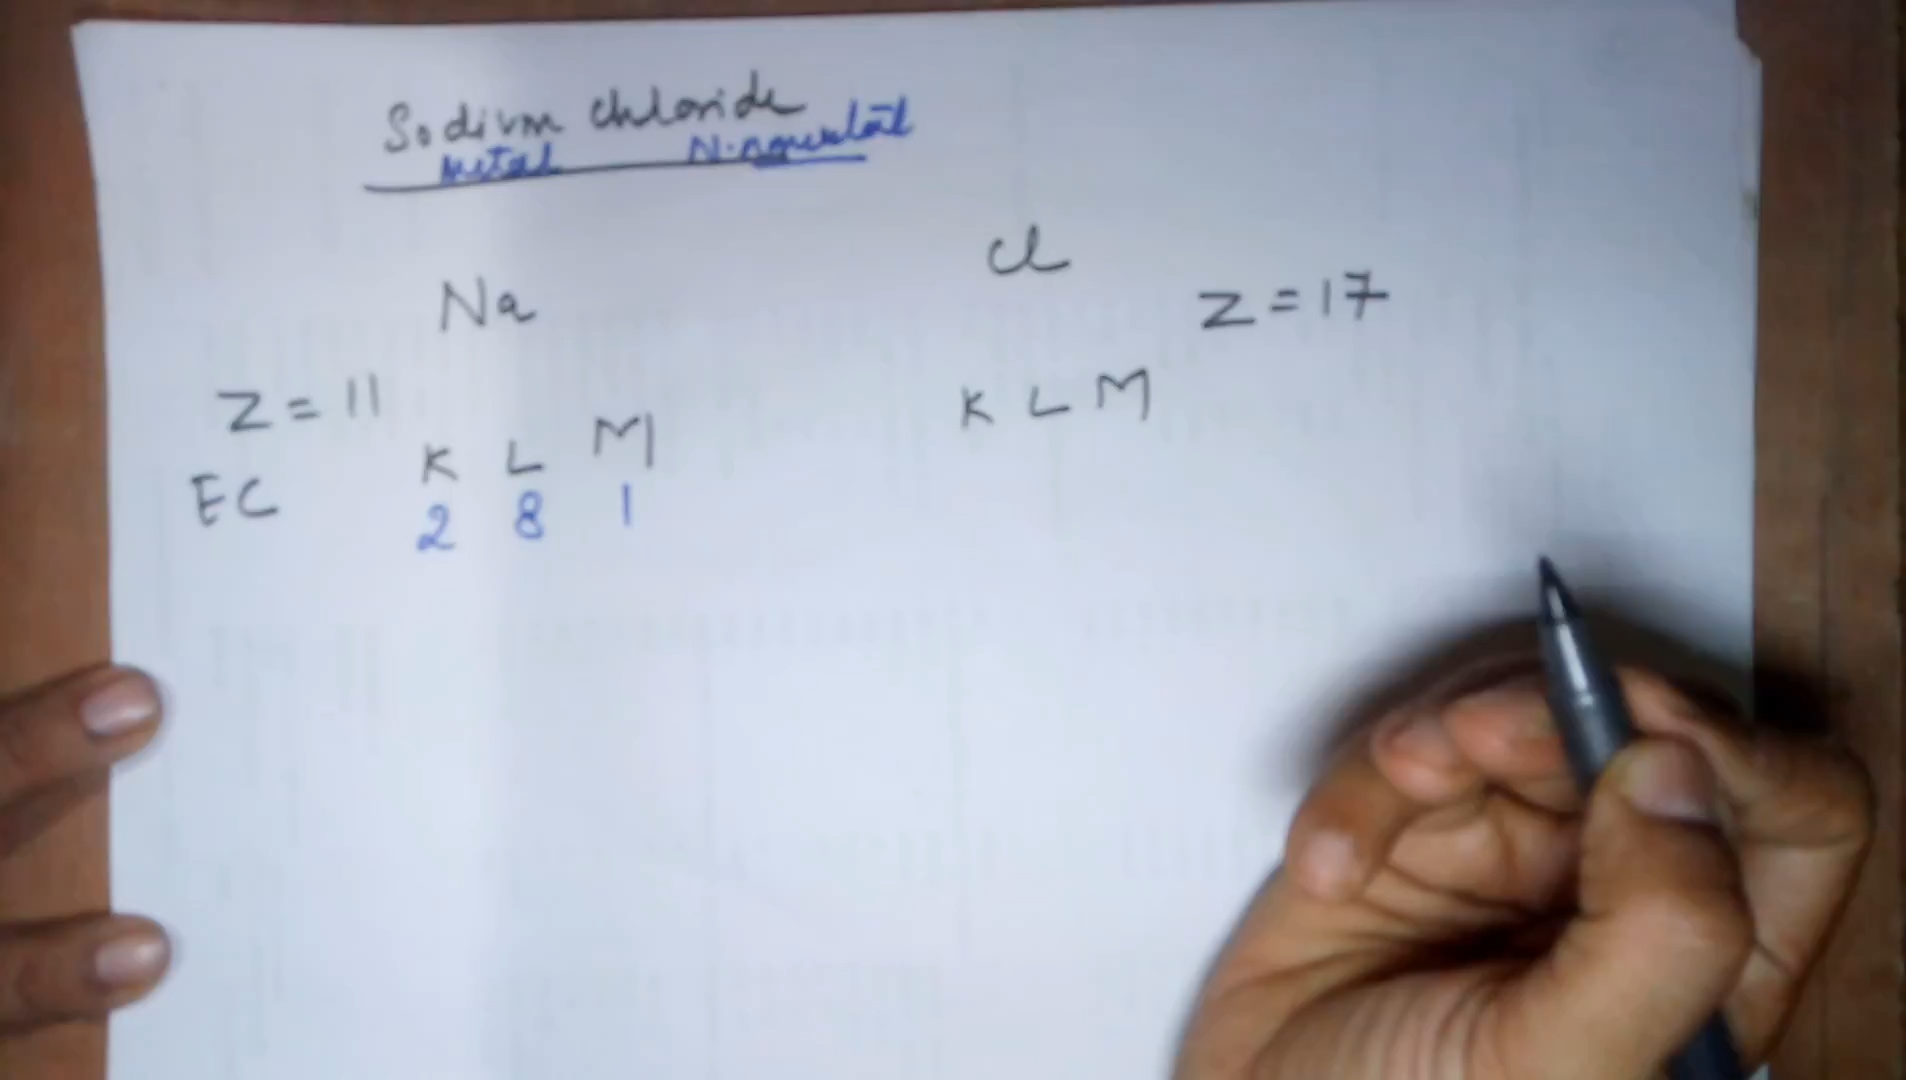 Sodium chloride
Metal
Na
Cl
Z = 17
Z = 11
K L M
K L M
EC
2 8 1